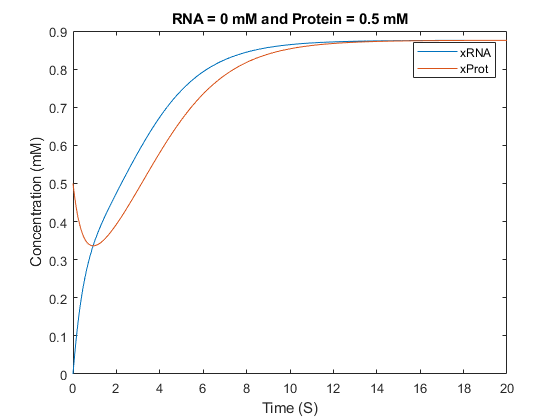 RNA = 0 mM and Protein = 0.5 mM
0.9
0.8
0.7
0.6
0.5
0.4
0.3
0.2
0.1
0
Concentration (mM)
xRNA
xProt
0 2 4 6 8 10 12 14 16 18 20
Time (S)